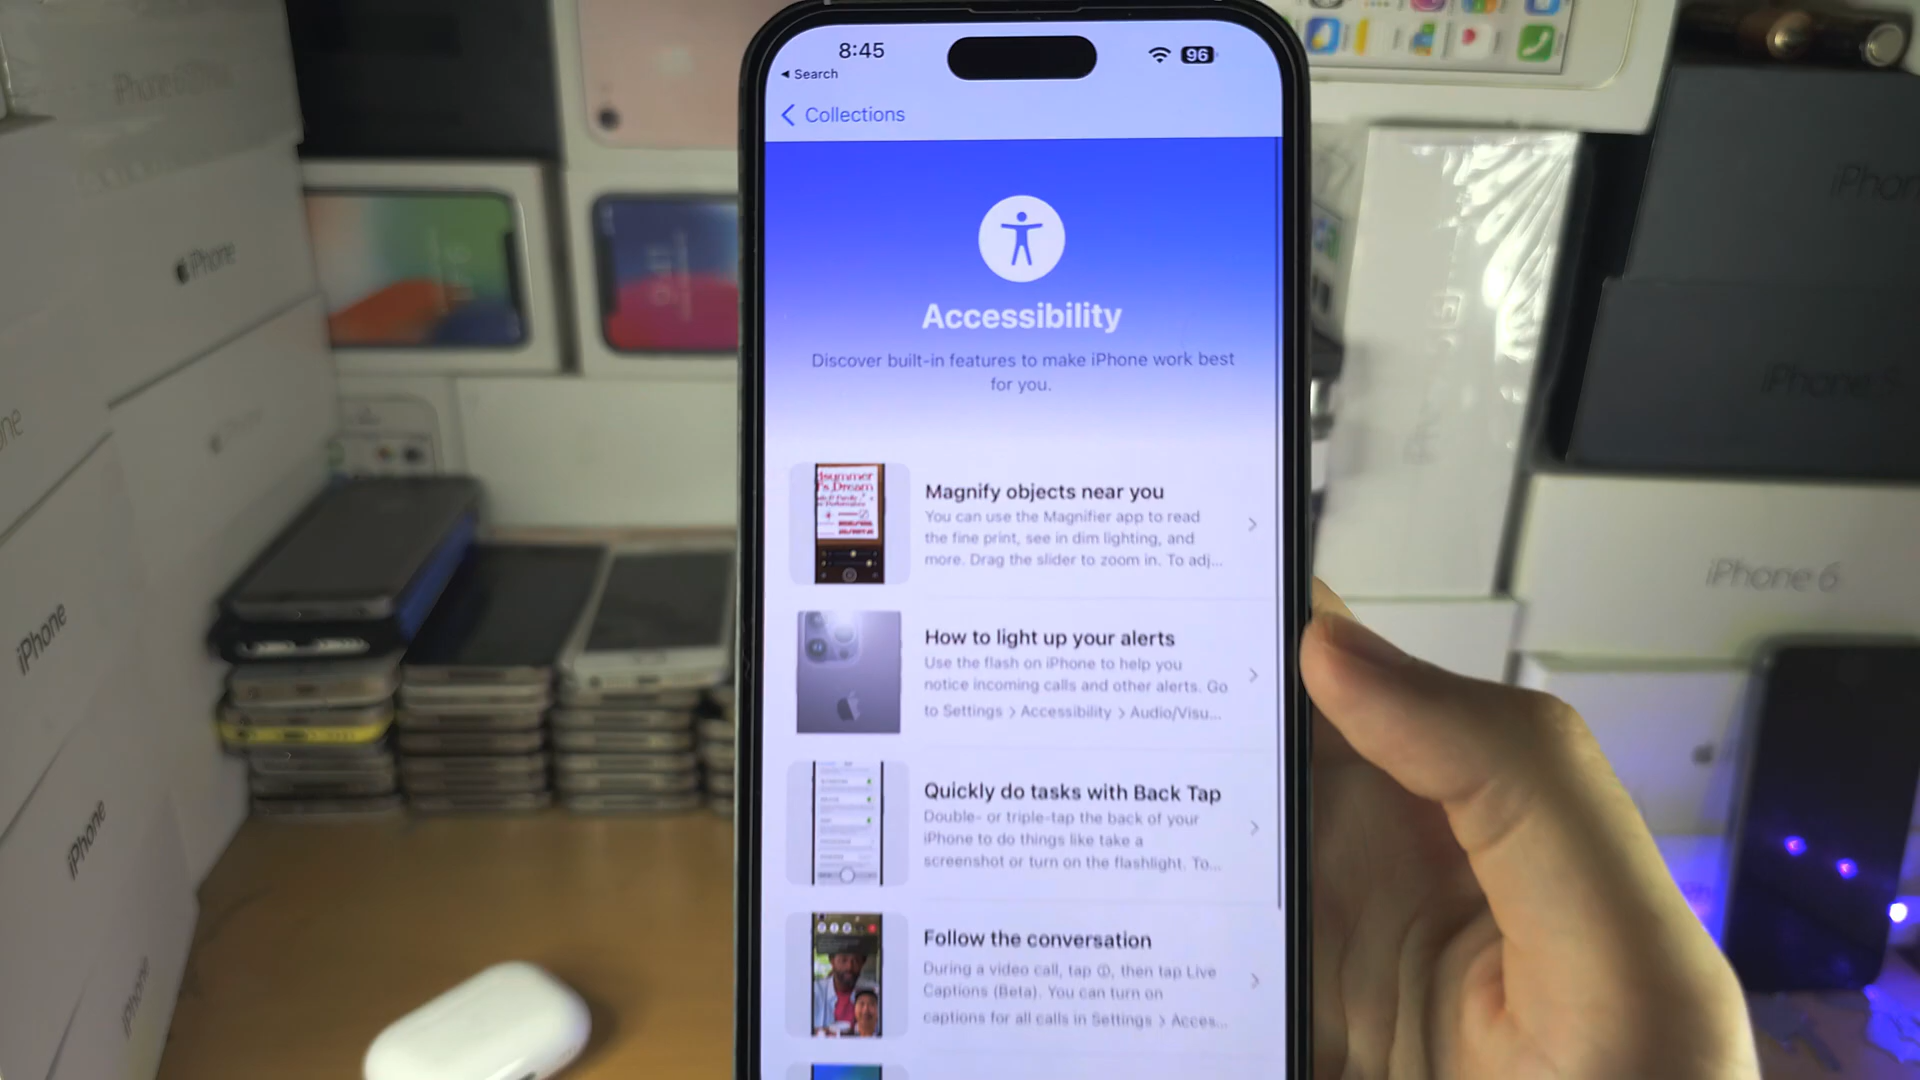 8:45
96
◀ Search
Collections
Accessibility
Discover built-in features to make iPhone work best
for you.
Magnify objects near you
You can use the Magnifier app to read
the fine print, see in dim lighting, and
more. Drag the slider to zoom in. To adj...
How to light up your alerts
Use the flash on iPhone to help you
notice incoming calls and other alerts. Go
to Settings > Accessibility > Audio/Visu...
Quickly do tasks with Back Tap
Double- or triple-tap the back of your
iPhone to do things like take a
screenshot or turn on the flashlight. To...
Follow the conversation
During a video call, tap ⓘ, then tap Live
Captions (Beta). You can turn on
captions for all calls in Settings > Acces...
iPhone
iPhone
iPhone
iPhone
iPhone
iPhone 6